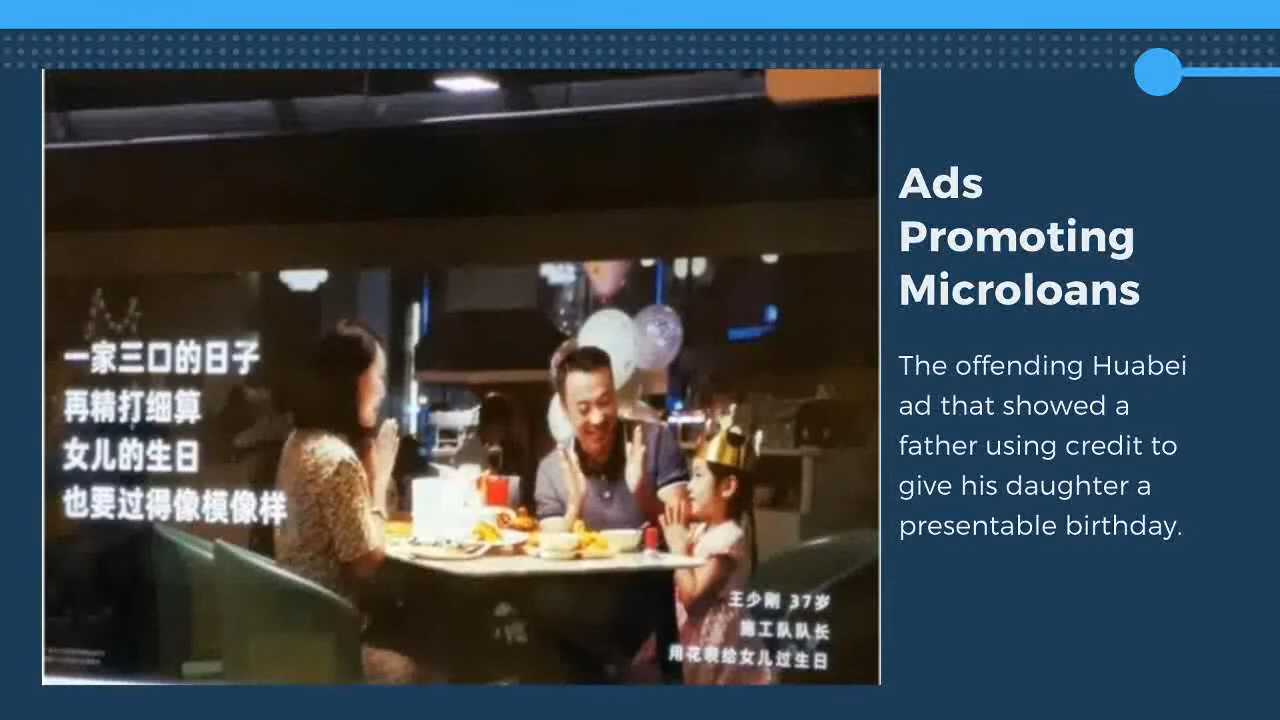 一家三口的日子
再精打细算
女儿的生日
也要过得像模像样
王少刚 37岁
施工队队长
用花呗给女儿过生日
Ads
Promoting
Microloans
The offending Huabei
ad that showed a
father using credit to
give his daughter a
presentable birthday.